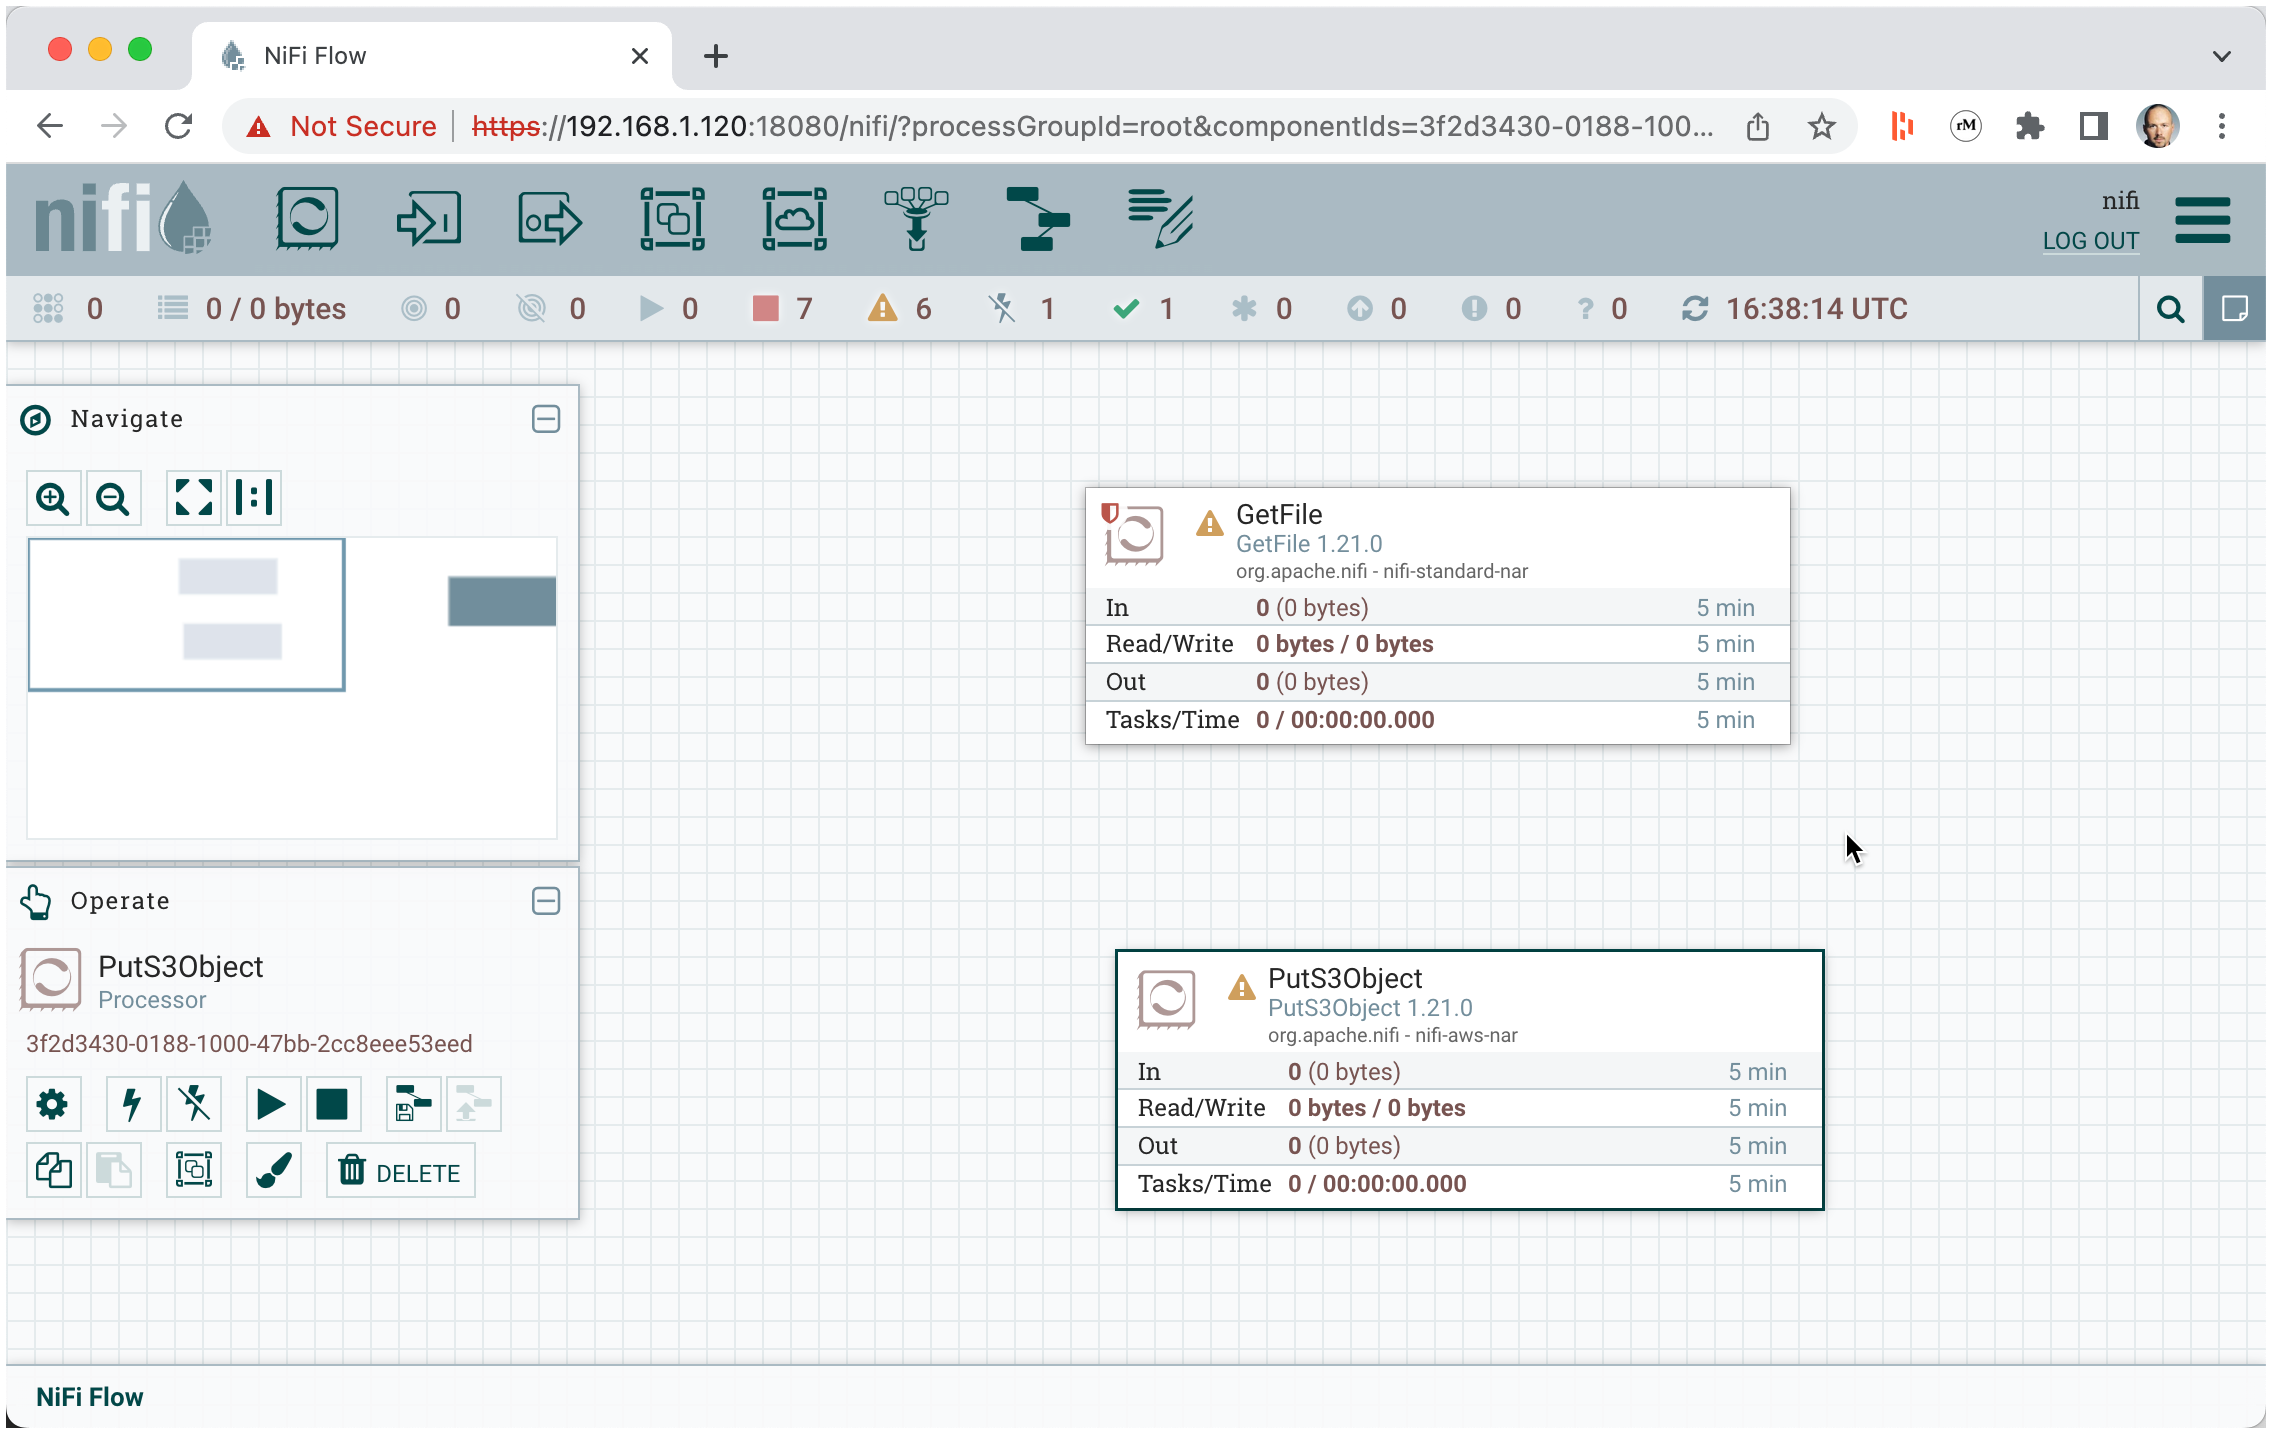 NiFi Flow
Not Secure https://192.168.1.120:18080/nifi/?processGroupId=root&componentIds=3f2d3430-0188-100...
rM
nifi
nifi
LOG OUT
0 0 / 0 bytes 0 0 0 7 6 1 1 0 0 0 ? 0 16:38:14 UTC
Navigate
GetFile
GetFile 1.21.0
org.apache.nifi - nifi-standard-nar
In 0 (0 bytes) 5 min
Read/Write 0 bytes / 0 bytes 5 min
Out 0 (0 bytes) 5 min
Tasks/Time 0 / 00:00:00.000 5 min
Operate
PutS3Object
Processor
3f2d3430-0188-1000-47bb-2cc8eee53eed
DELETE
PutS3Object
PutS3Object 1.21.0
org.apache.nifi - nifi-aws-nar
In 0 (0 bytes) 5 min
Read/Write 0 bytes / 0 bytes 5 min
Out 0 (0 bytes) 5 min
Tasks/Time 0 / 00:00:00.000 5 min
NiFi Flow